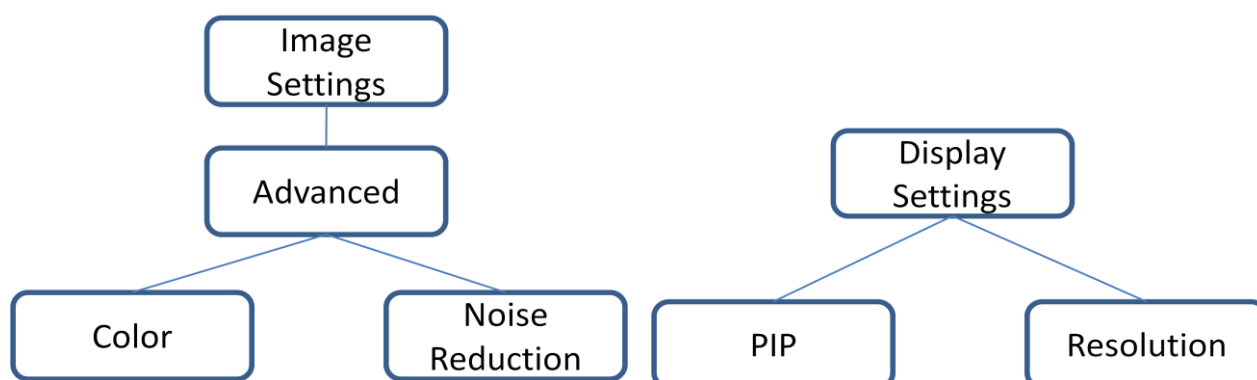 Image
Settings
Advanced
Color
Noise
Reduction
Display
Settings
PIP
Resolution